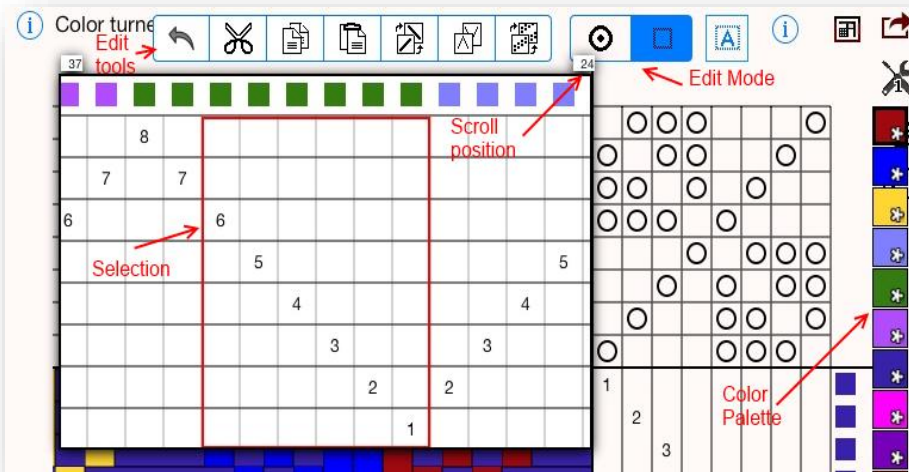 Color turne
Edit
tools
A
Edit Mode
37
24
Scroll
position
8
7 7
6 6
Selection
5 5
4 4
3 3
2 2
1
1
2
3
Color
Palette